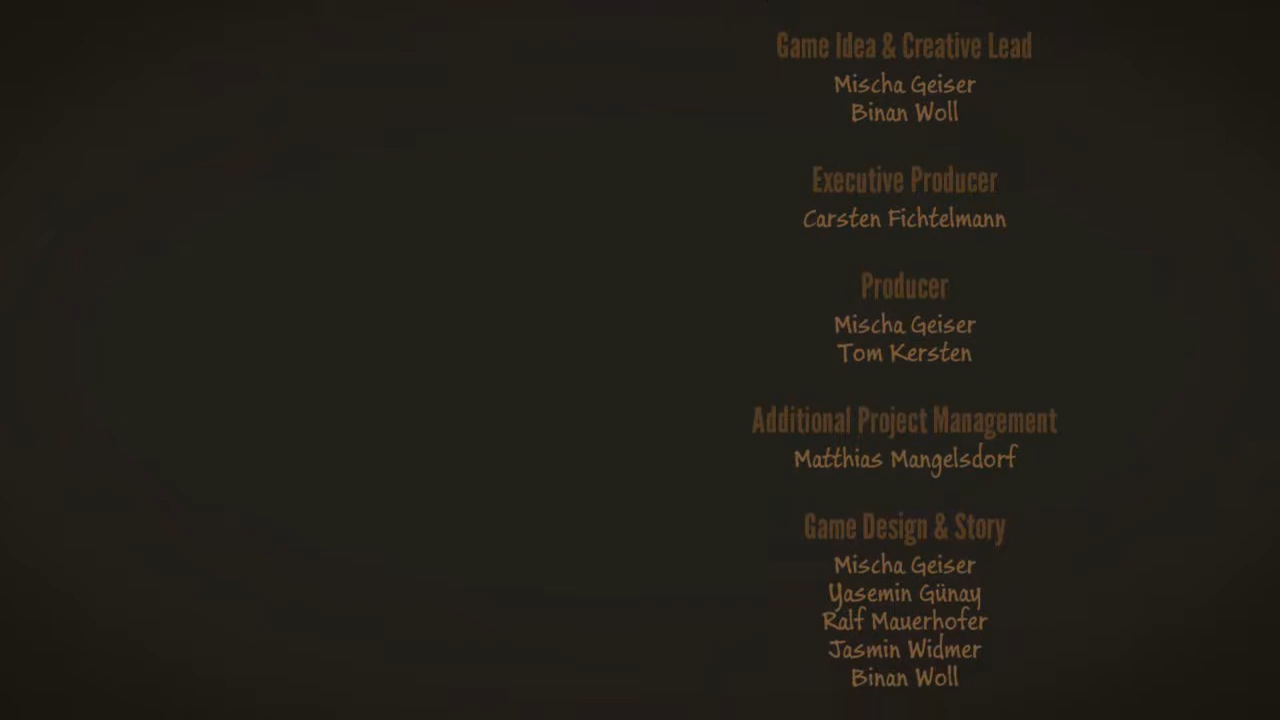 Game Idea & Creative Lead
Mischa Geiser
Binan Woll
Executive Producer
Carsten Fichtelmann
Producer
Mischa Geiser
Tom Kersten
Additional Project Management
Matthias Mangelsdorf
Game Design & Story
Mischa Geiser
Yasemin Günay
Ralf Mauerhofer
Jasmin Widmer
Binan Woll